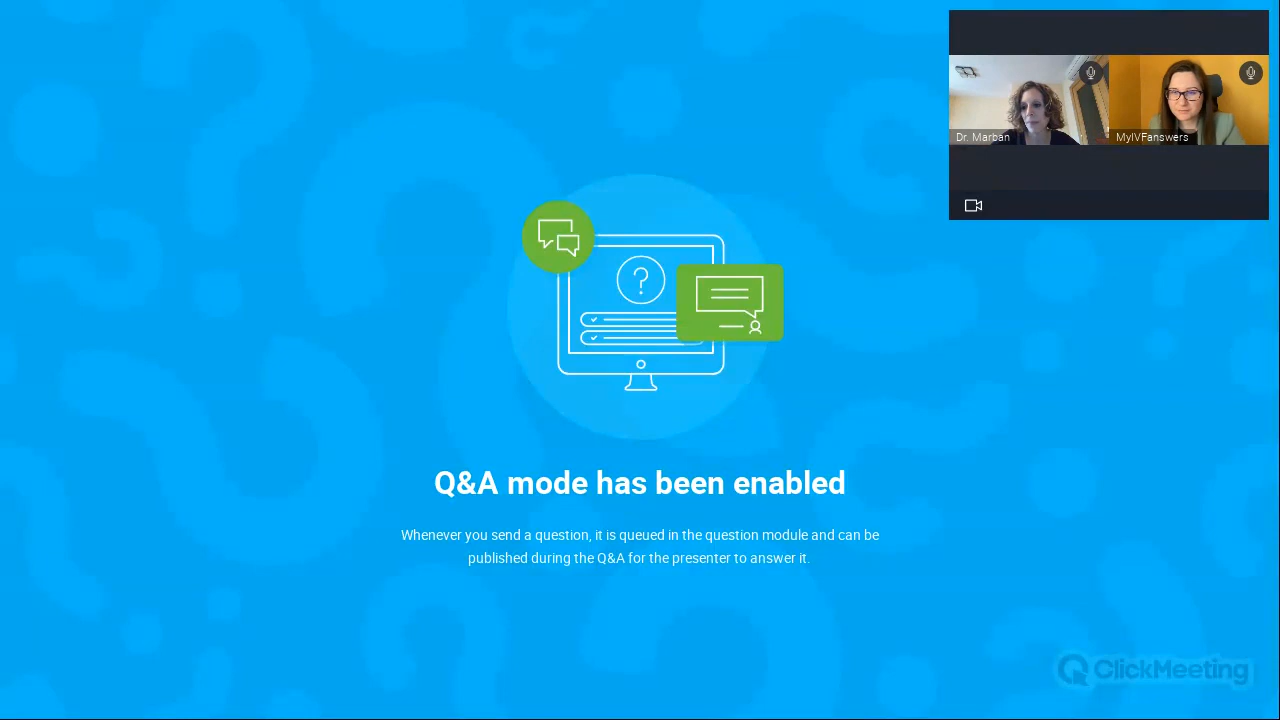 Dr. Marban
MyIVFanswers
Q&A mode has been enabled
Whenever you send a question, it is queued in the question module and can be
published during the Q&A for the presenter to answer it.
ClickMeeting